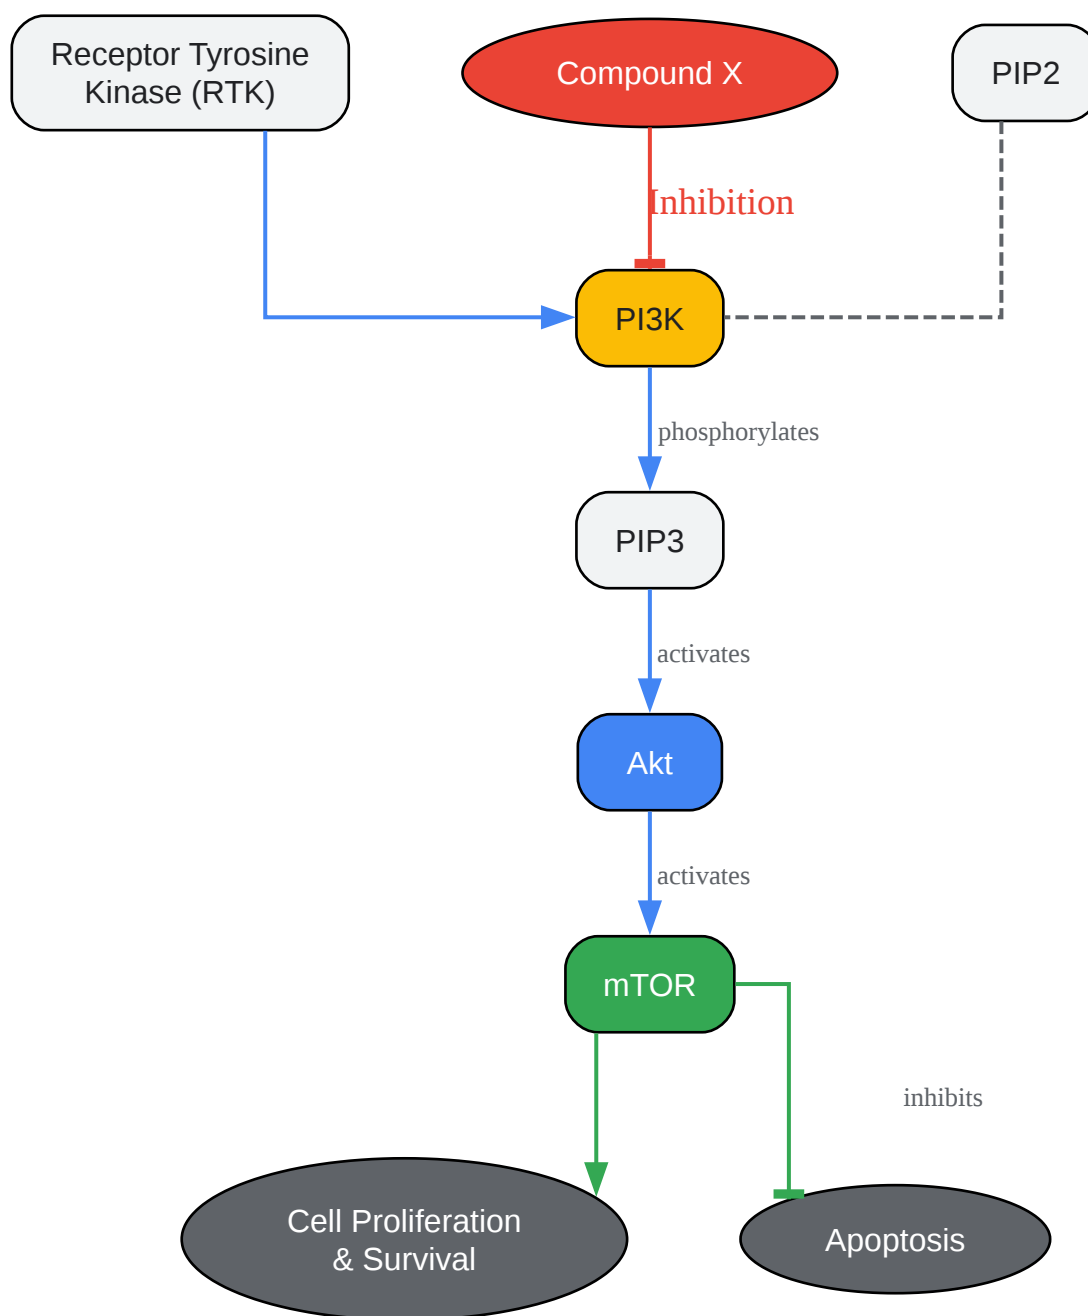 Receptor Tyrosine
Kinase (RTK)
Compound X
PIP2
Inhibition
PI3K
phosphorylates
PIP3
activates
Akt
activates
mTOR
inhibits
Cell Proliferation
& Survival
Apoptosis